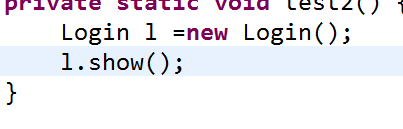 private static void test2() {
Login l =new Login();
l.show();
}